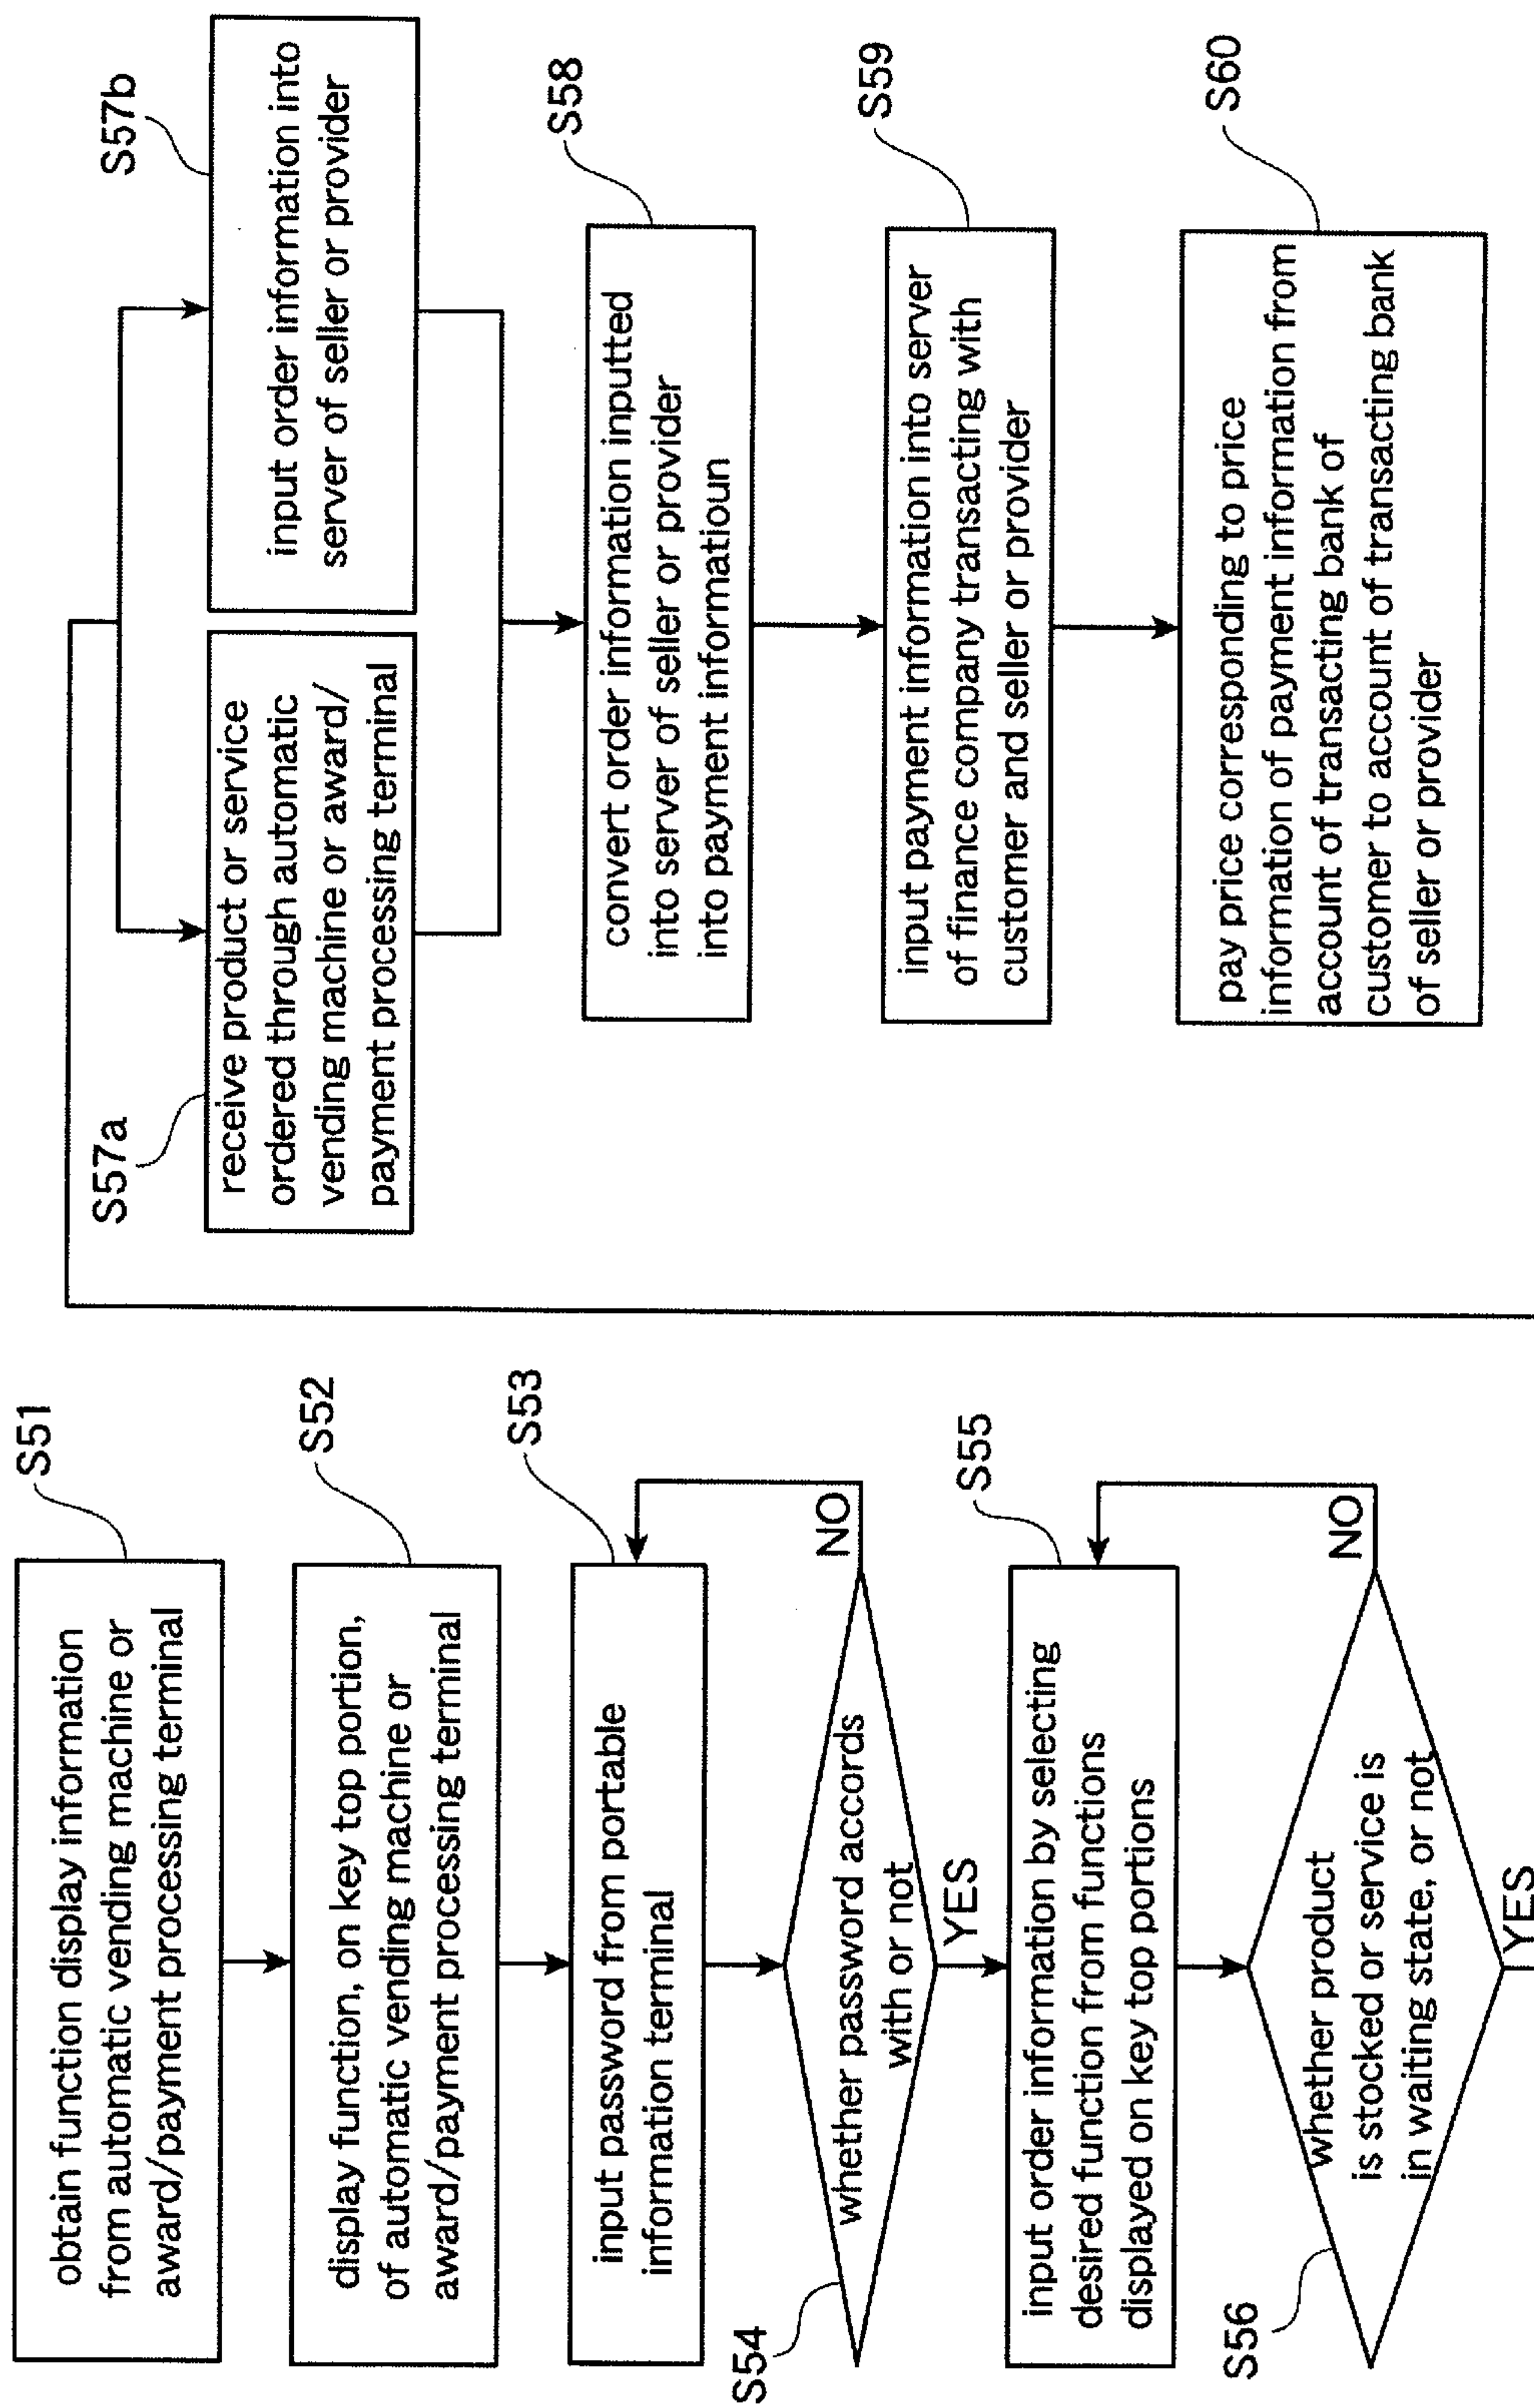 S51
obtain function display information
from automatic vending machine or
award/payment processing terminal
S52
display function, on key top portion,
of automatic vending machine or
award/payment processing terminal
S53
input password from portable
information terminal
S54
whether password accords
with or not
NO
YES
S55
input order information by selecting
desired function from functions
displayed on key top portions
S56
whether product
is stocked or service is
in waiting state, or not
NO
YES
S57a
receive product or service
ordered through automatic
vending machine or award/
payment processing terminal
S57b
input order information into
server of seller or provider
S58
convert order information inputted
into server of seller or provider
into payment informatioun
S59
input payment information into server
of finance company transacting with
customer and seller or provider
S60
pay price corresponding to price
information of payment information from
account of transacting bank of
customer to account of transacting bank
of seller or provider